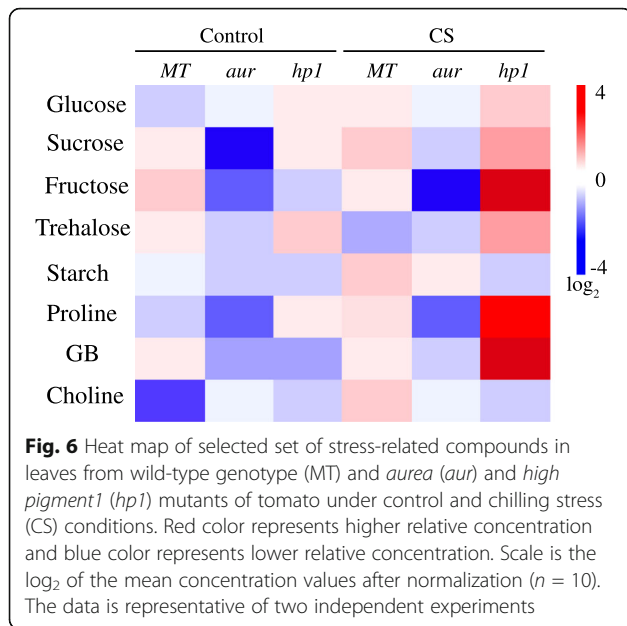 Control CS
MT aur hp1 MT aur hp1
Glucose
Sucrose
Fructose
Trehalose
Starch
Proline
GB
Choline
4
0
-4
log₂
Fig. 6 Heat map of selected set of stress-related compounds in
leaves from wild-type genotype (MT) and aurea (aur) and high
pigment1 (hp1) mutants of tomato under control and chilling stress
(CS) conditions. Red color represents higher relative concentration
and blue color represents lower relative concentration. Scale is the
log₂ of the mean concentration values after normalization (n = 10).
The data is representative of two independent experiments